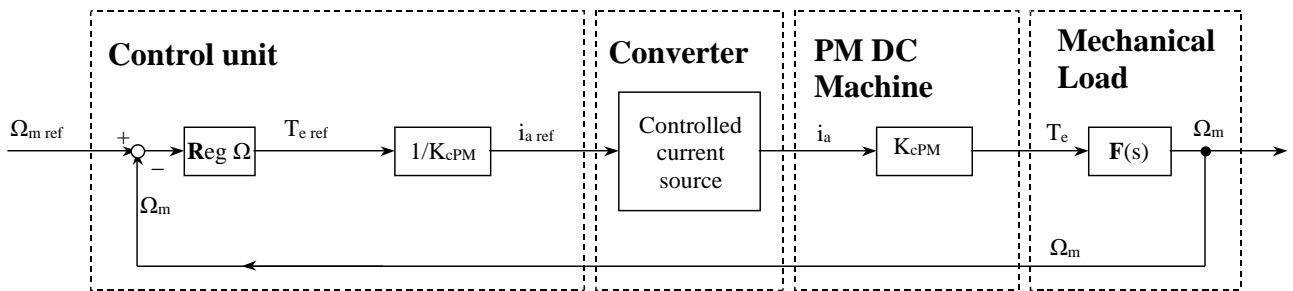 Control unit
Converter
PM DC
Machine
Mechanical
Load
Ωm ref
+
−
Reg Ω
Te ref
1/KcPM
ia ref
Controlled
current
source
ia
KcPM
Te
F(s)
Ωm
Ωm
Ωm